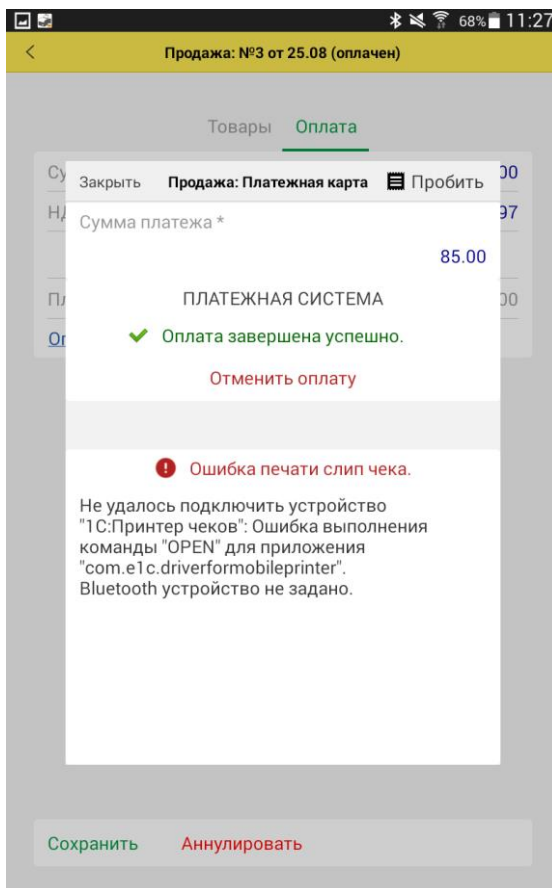 68% 11:27
Продажа: №3 от 25.08 (оплачен)
Товары Оплата
Закрыть Продажа: Платежная карта Пробить
Сумма платежа *
85.00
ПЛАТЕЖНАЯ СИСТЕМА
Оплата завершена успешно.
Отменить оплату
Ошибка печати слип чека.
Не удалось подключить устройство
"1С:Принтер чеков": Ошибка выполнения
команды "OPEN" для приложения
"com.e1c.driverformobileprinter".
Bluetooth устройство не задано.
Сохранить Аннулировать